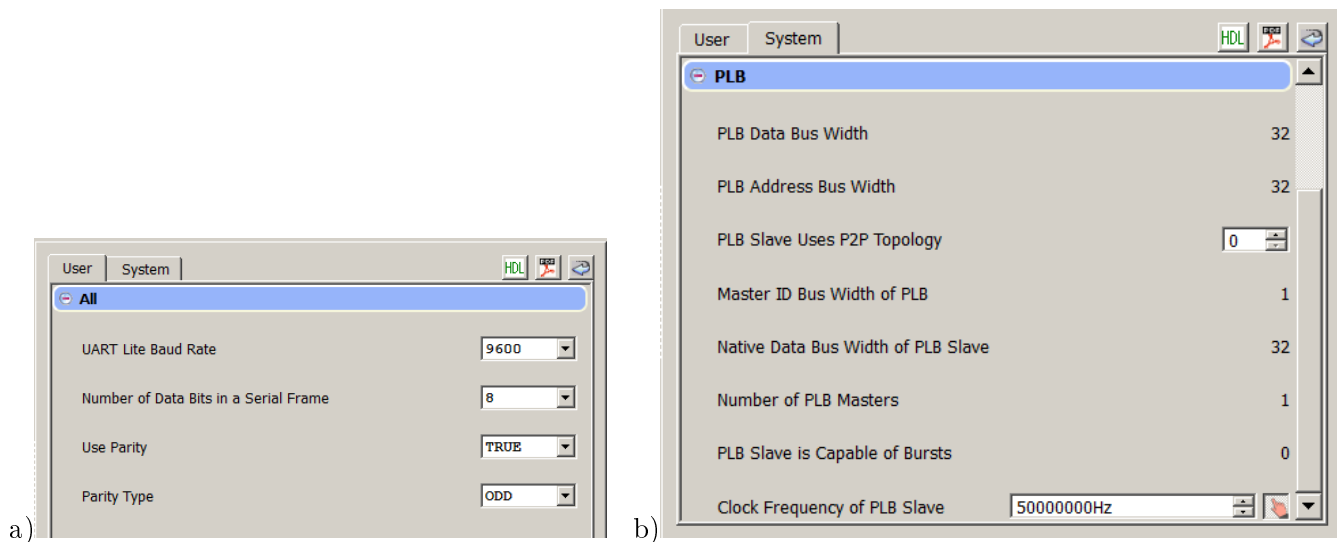 a)
User System HDL PDF
All
UART Lite Baud Rate 9600
Number of Data Bits in a Serial Frame 8
Use Parity TRUE
Parity Type ODD
b)
User System HDL PDF
PLB
PLB Data Bus Width 32
PLB Address Bus Width 32
PLB Slave Uses P2P Topology 0
Master ID Bus Width of PLB 1
Native Data Bus Width of PLB Slave 32
Number of PLB Masters 1
PLB Slave is Capable of Bursts 0
Clock Frequency of PLB Slave 50000000Hz